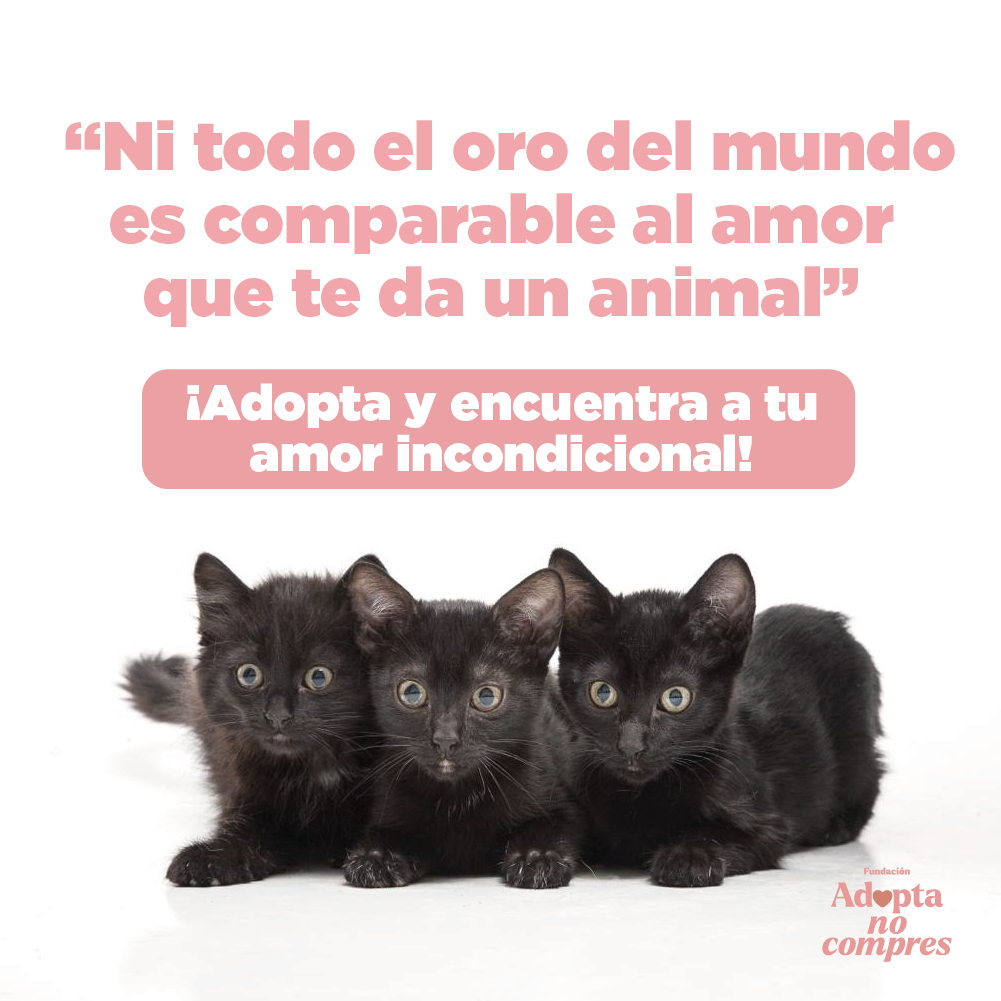 “Ni todo el oro del mundo
es comparable al amor
que te da un animal”
¡Adopta y encuentra a tu
amor incondicional!
Fundación
Adopta
no
compres